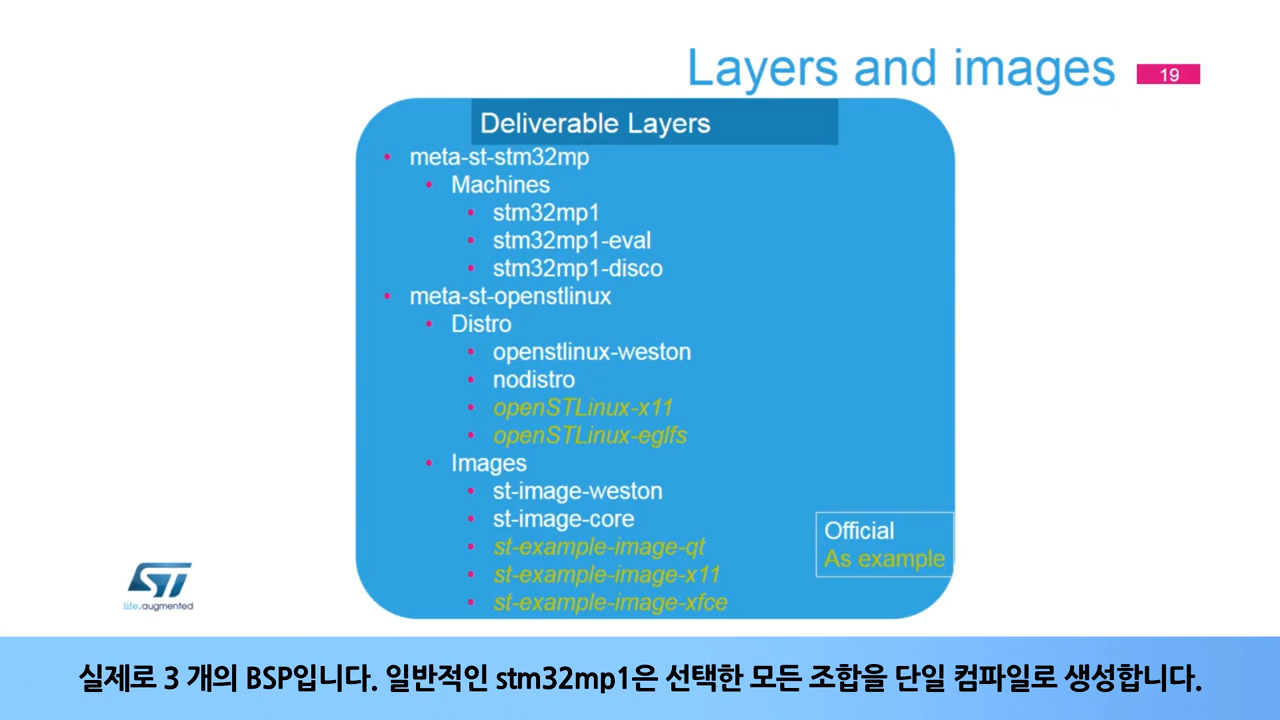 Layers and images
19
Deliverable Layers
• meta-st-stm32mp
• Machines
• stm32mp1
• stm32mp1-eval
• stm32mp1-disco
• meta-st-openstlinux
• Distro
• openstlinux-weston
• nodistro
• openSTLinux-x11
• openSTLinux-eglfs
• Images
• st-image-weston
• st-image-core
• st-example-image-qt
• st-example-image-x11
• st-example-image-xfce
Official
As example
ST
life.augmented
실제로 3 개의 BSP입니다. 일반적인 stm32mp1은 선택한 모든 조합을 단일 컴파일로 생성합니다.